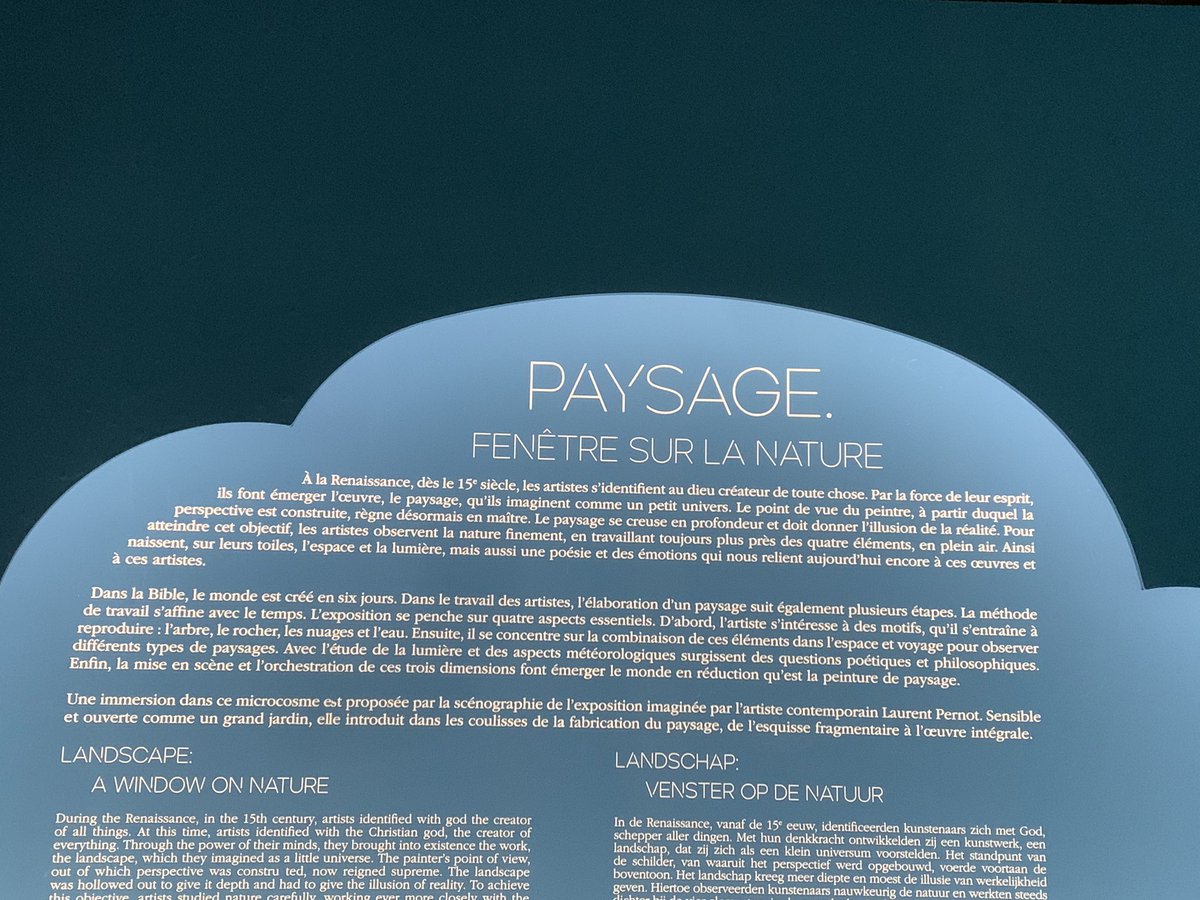 PAYSAGE.
FENÊTRE SUR LA NATURE
À la Renaissance, dès le 15e siècle, les artistes s’identifient au dieu créateur de toute chose. Par la force de leur esprit,
ils font émerger l’œuvre, le paysage, qu’ils imaginent comme un petit univers. Le point de vue du peintre, à partir duquel la
perspective est construite, règne désormais en maître. Le paysage se creuse en profondeur et doit donner l’illusion de la réalité. Pour
atteindre cet objectif, les artistes observent la nature finement, en travaillant toujours plus près des quatre éléments, en plein air. Ainsi
naissent, sur leurs toiles, l’espace et la lumière, mais aussi une poésie et des émotions qui nous relient aujourd’hui encore à ces œuvres et
à ces artistes.
Dans la Bible, le monde est créé en six jours. Dans le travail des artistes, l’élaboration d’un paysage suit également plusieurs étapes. La méthode
de travail s’affine avec le temps. L’exposition se penche sur quatre aspects essentiels. D’abord, l’artiste s’intéresse à des motifs, qu’il s’entraîne à
reproduire : l’arbre, le rocher, les nuages et l’eau. Ensuite, il se concentre sur la combinaison de ces éléments dans l’espace et voyage pour observer
différents types de paysages. Avec l’étude de la lumière et des aspects météorologiques surgissent des questions poétiques et philosophiques.
Enfin, la mise en scène et l’orchestration de ces trois dimensions font émerger le monde en réduction qu’est la peinture de paysage.
Une immersion dans ce microcosme est proposée par la scénographie de l’exposition imaginée par l’artiste contemporain Laurent Pernot. Sensible
et ouverte comme un grand jardin, elle introduit dans les coulisses de la fabrication du paysage, de l’esquisse fragmentaire à l’œuvre intégrale.
LANDSCAPE:
A WINDOW ON NATURE
During the Renaissance, in the 15th century, artists identified with god the creator
of all things. At this time, artists identified with the Christian god, the creator of
everything. Through the power of their minds, they brought into existence the work,
the landscape, which they imagined as a little universe. The painter’s point of view,
out of which perspective was constru ted, now reigned supreme. The landscape
was hollowed out to give it depth and had to give the illusion of reality. To achieve
this objective, artists studied nature carefully, working ever more closely with the
LANDSCHAP:
VENSTER OP DE NATUUR
In de Renaissance, vanaf de 15e eeuw, identificeerden kunstenaars zich met God,
schepper aller dingen. Met hun denkkracht ontwikkelden zij een kunstwerk, een
landschap, dat zij zich als een klein universum voorstelden. Het standpunt van
de schilder, van waaruit het perspectief werd opgebouwd, voerde voortaan de
boventoon. Het landschap kreeg meer diepte en moest de illusie van werkelijkheid
geven. Hiertoe observeerden kunstenaars nauwkeurig de natuur en werkten steeds